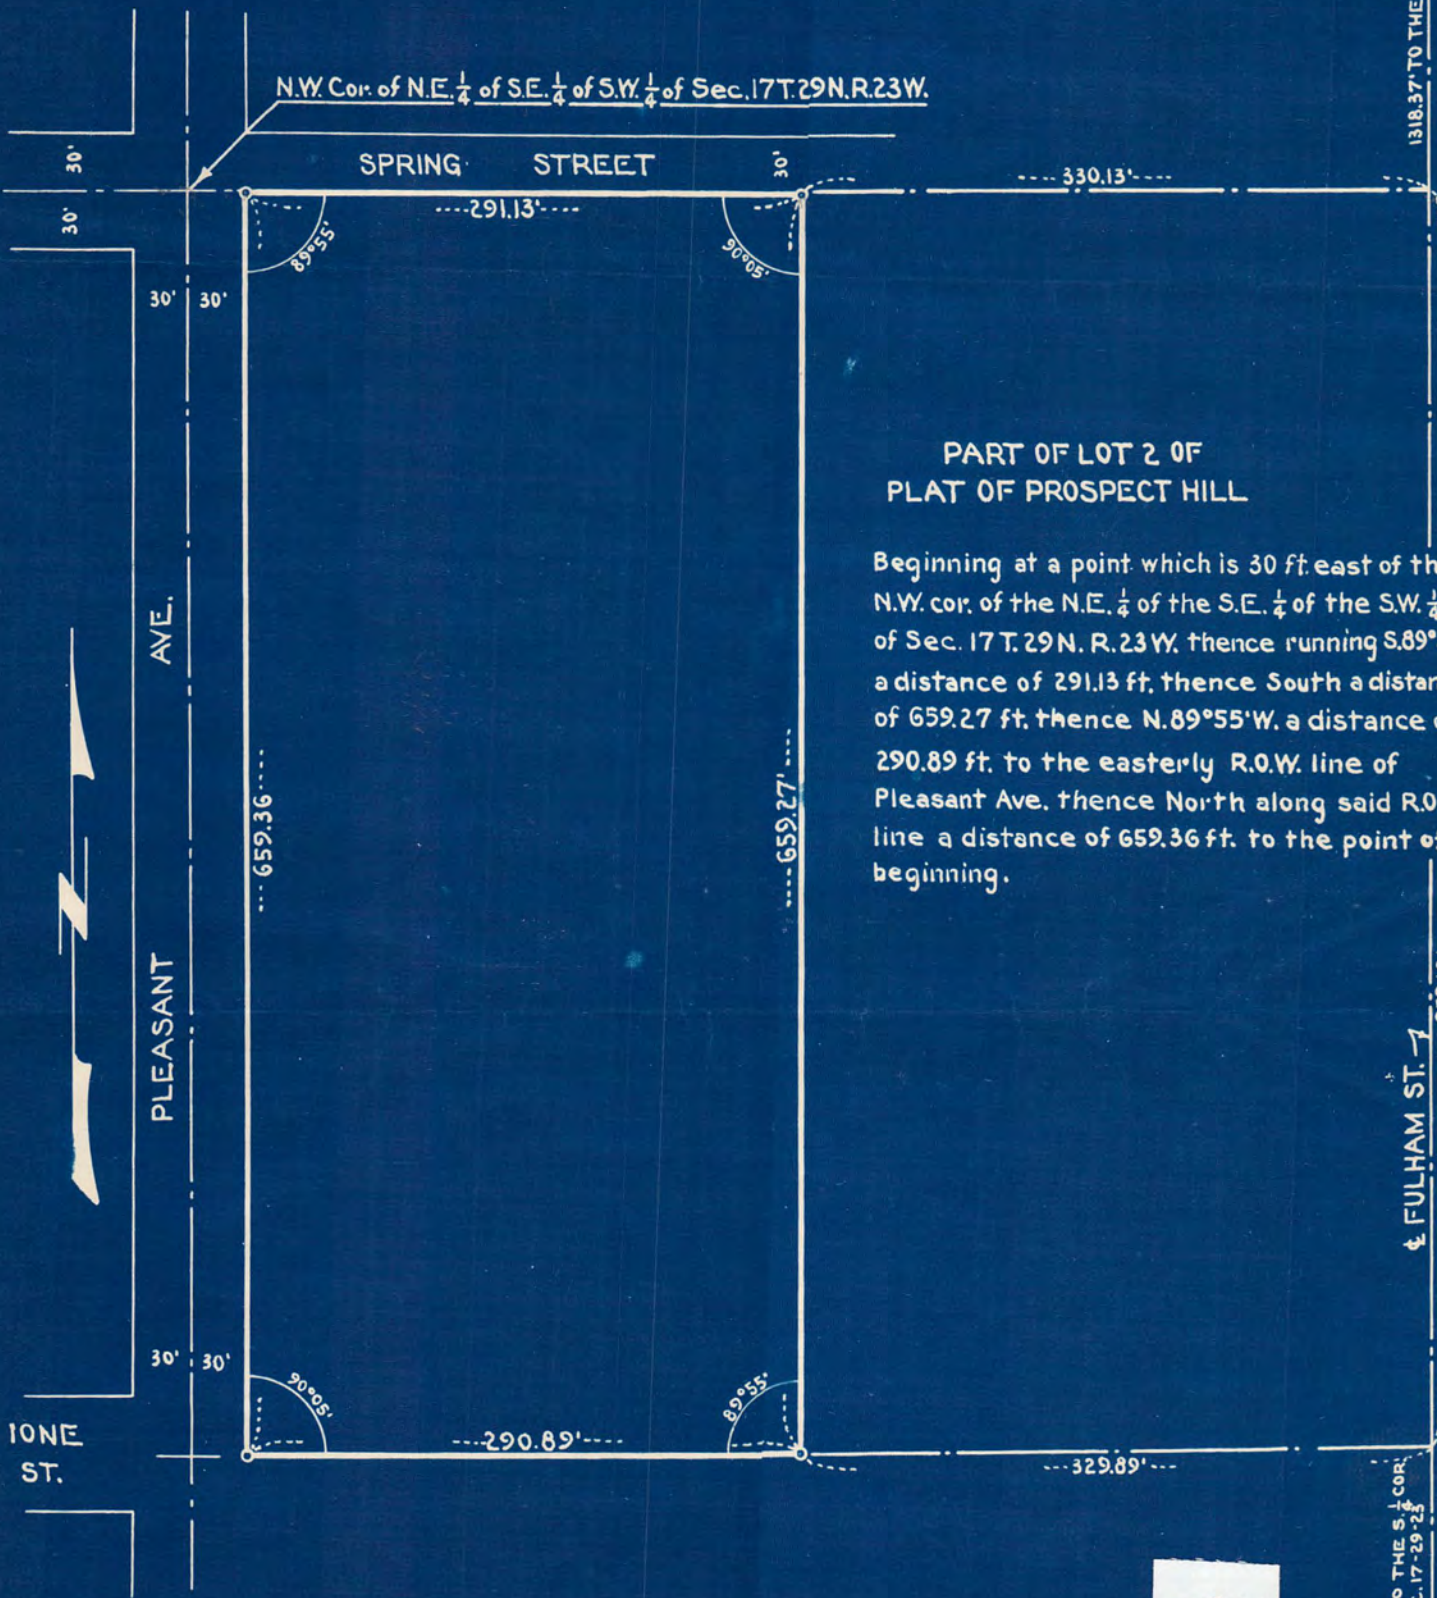 N.W. Cor. of N.E. 1/4 of S.E. 1/4 of S.W. 1/4 of Sec. 17 T. 29 N. R. 23 W.
1318.37' TO THE
30'
30'
SPRING STREET
30'
330.13'
291.13'
89°55'
90°05'
30' 30'
PART OF LOT 2 OF
PLAT OF PROSPECT HILL
Beginning at a point which is 30 ft. east of
N.W. cor. of the N.E. 1/4 of the S.E. 1/4 of the S.W. 1/4
of Sec. 17 T. 29 N. R. 23 W. thence running S.89°
a distance of 291.13 ft. thence South a
of 659.27 ft. thence N.89°55'W. a distance
290.89 ft. to the easterly R.O.W. line of
Pleasant Ave. thence North along said
line a distance of 659.36 ft. to the point
beginning.
PLEASANT AVE.
N
659.36
659.27'
℄ FULHAM ST.
30' 30'
90°05'
89°55'
IONE
ST.
290.89'
329.89'
THE S. 1/4 COR.
17-29-23